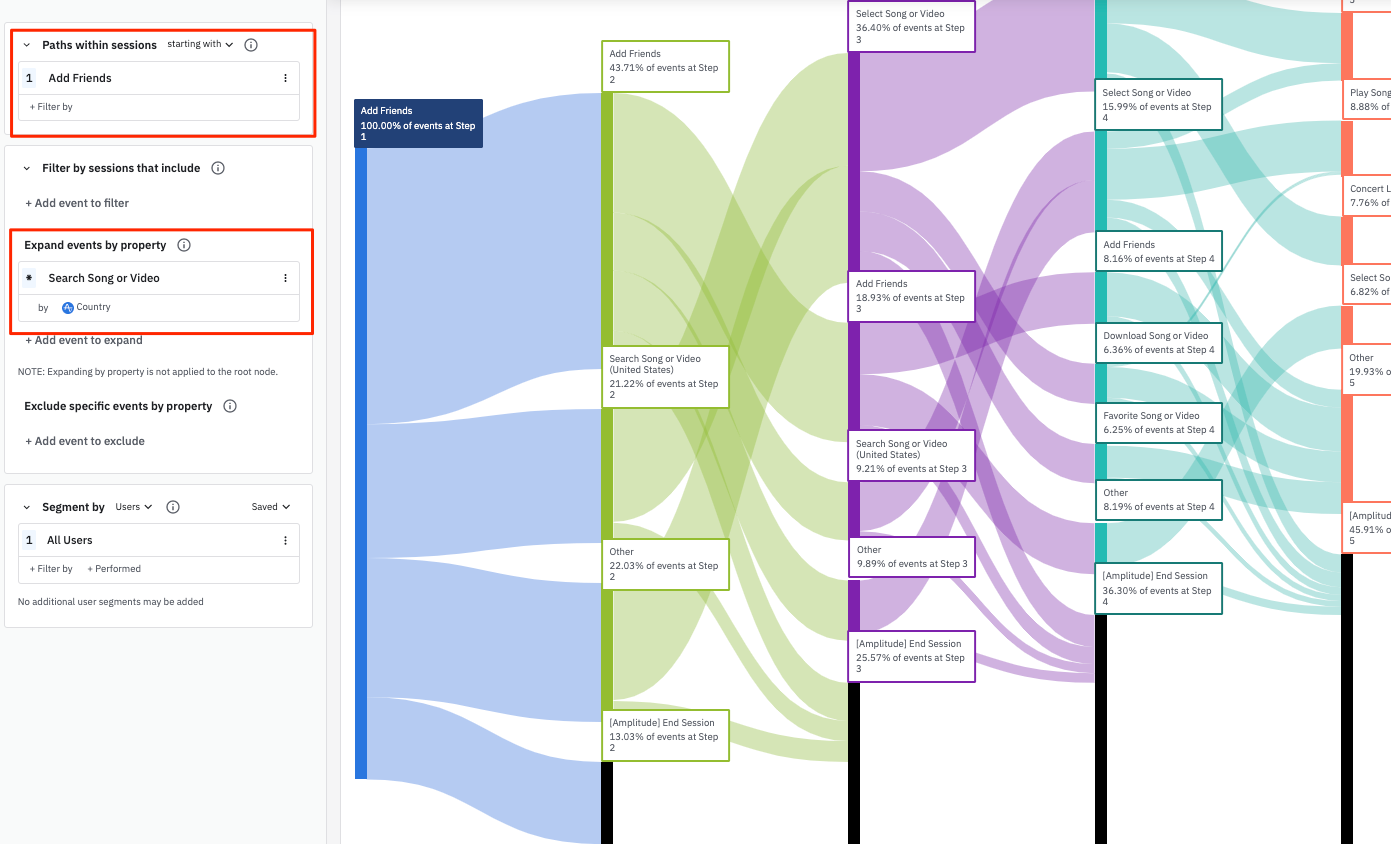 Paths within sessions starting with
1 Add Friends
+ Filter by
Filter by sessions that include
+ Add event to filter
Expand events by property
* Search Song or Video
by Country
+ Add event to expand
NOTE: Expanding by property is not applied to the root node.
Exclude specific events by property
+ Add event to exclude
Segment by Users Saved
1 All Users
+ Filter by + Performed
No additional user segments may be added
Add Friends
100.00% of events at Step
1
Add Friends
43.71% of events at Step
2
Search Song or Video
(United States)
21.22% of events at Step
2
Other
22.03% of events at Step
2
[Amplitude] End Session
13.03% of events at Step
2
Select Song or Video
36.40% of events at Step
3
Add Friends
18.93% of events at Step
3
Search Song or Video
(United States)
9.21% of events at Step 3
Other
9.89% of events at Step 3
[Amplitude] End Session
25.57% of events at Step
3
Select Song or Video
15.99% of events at Step
4
Add Friends
8.16% of events at Step 4
Download Song or Video
6.36% of events at Step 4
Favorite Song or Video
6.25% of events at Step 4
Other
8.19% of events at Step 4
[Amplitude] End Session
36.30% of events at Step
4
Play Song
8.88% of
Concert L
7.76% of
Select So
6.82% of
Other
19.93% o
5
[Amplitud
45.91% o
5